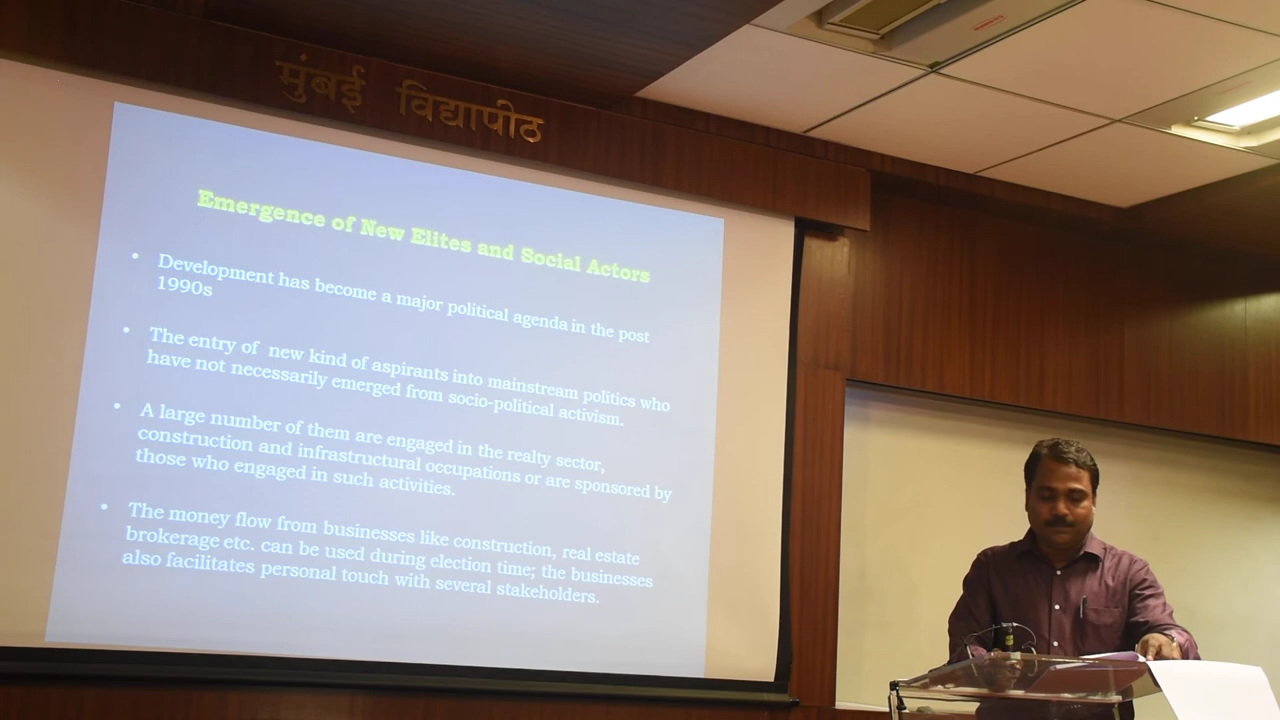 मुंबई विद्यापीठ
Emergence of New Elites and Social Actors
• Development has become a major political agenda in the post
1990s
• The entry of new kind of aspirants into mainstream politics who
have not necessarily emerged from socio-political activism.
• A large number of them are engaged in the realty sector,
construction and infrastructural occupations or are sponsored by
those who engaged in such activities.
• The money flow from businesses like construction, real estate
brokerage etc. can be used during election time; the businesses
also facilitates personal touch with several stakeholders.